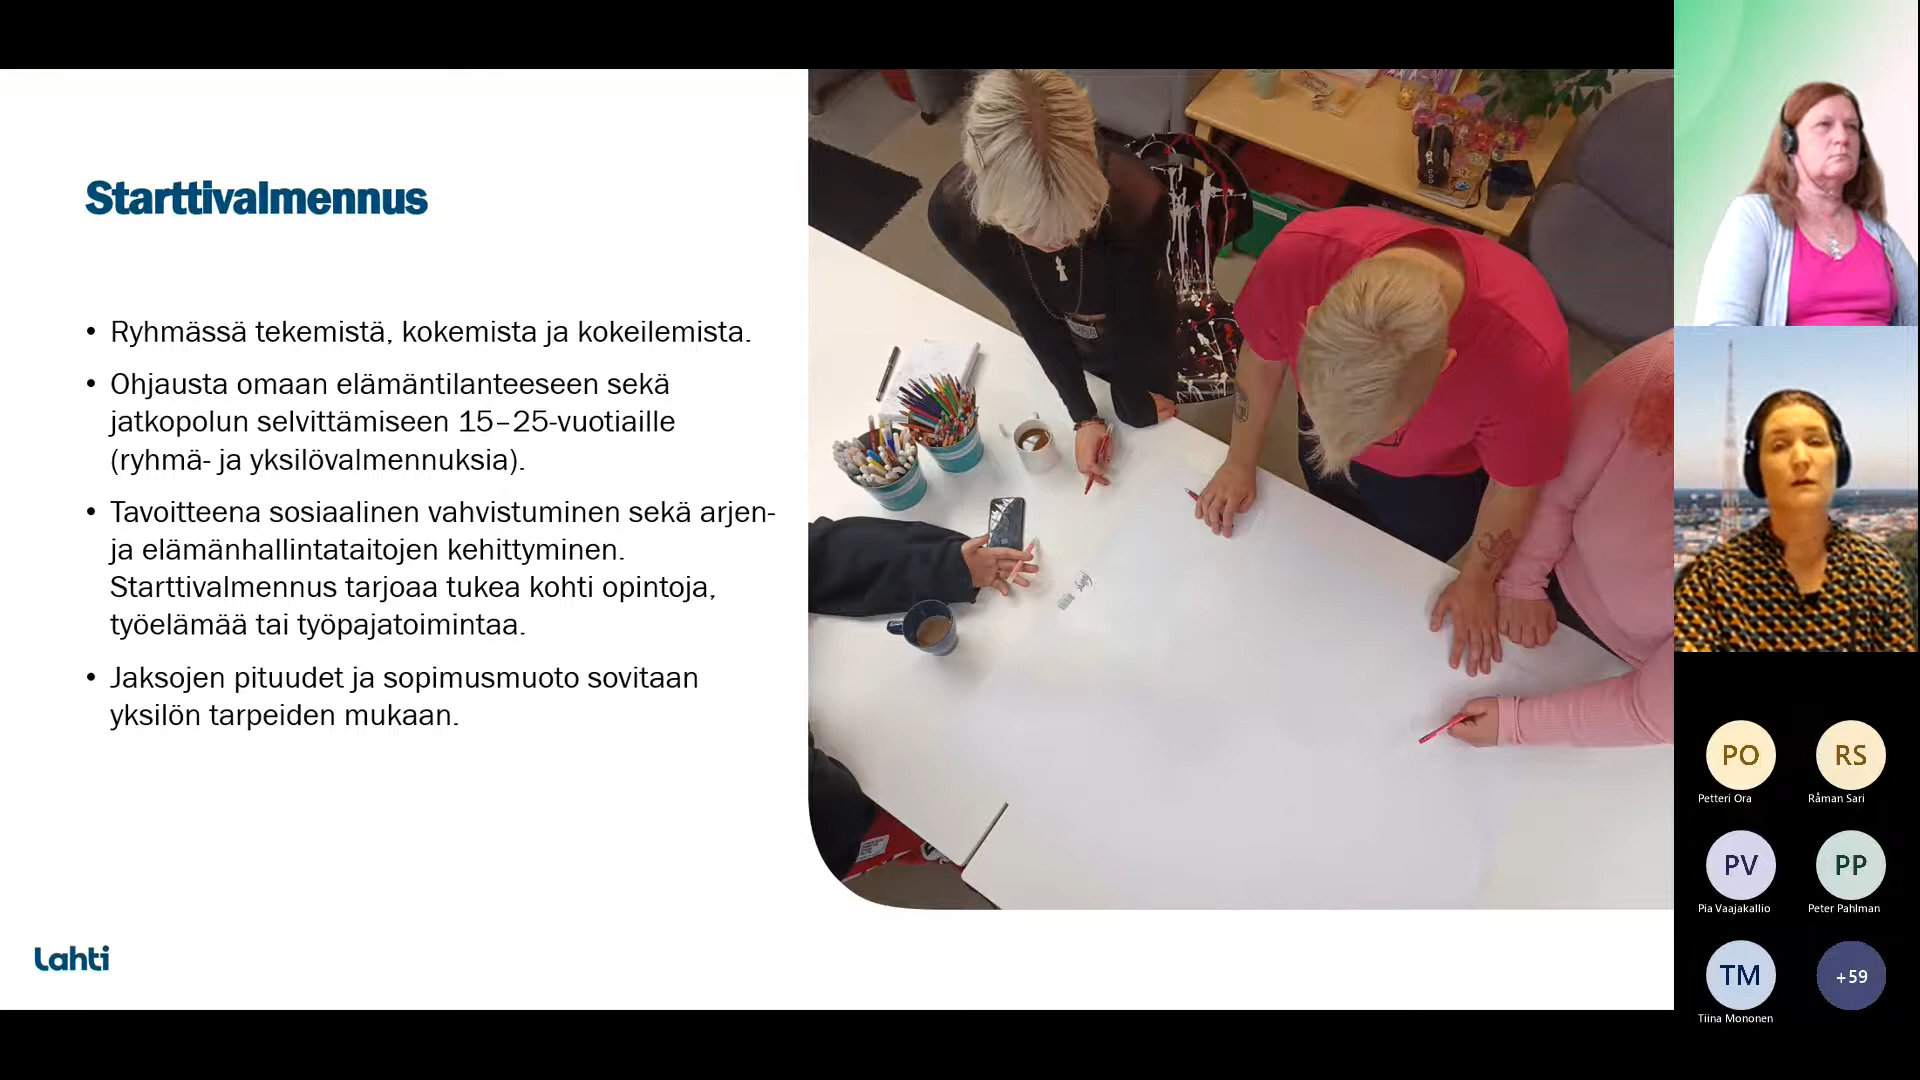 Starttivalmennus
• Ryhmässä tekemistä, kokemista ja kokeilemista.
• Ohjausta omaan elämäntilanteeseen sekä
jatkopolun selvittämiseen 15–25-vuotiaille
(ryhmä- ja yksilövalmennuksia).
• Tavoitteena sosiaalinen vahvistuminen sekä arjen-
ja elämänhallintataitojen kehittyminen.
Starttivalmennus tarjoaa tukea kohti opintoja,
työelämää tai työpajatoimintaa.
• Jaksojen pituudet ja sopimusmuoto sovitaan
yksilön tarpeiden mukaan.
Lahti
PO
RS
Petteri Ora
Råman Sari
PV
PP
Pia Vaajakallio
Peter Pahlman
TM
+59
Tiina Mononen